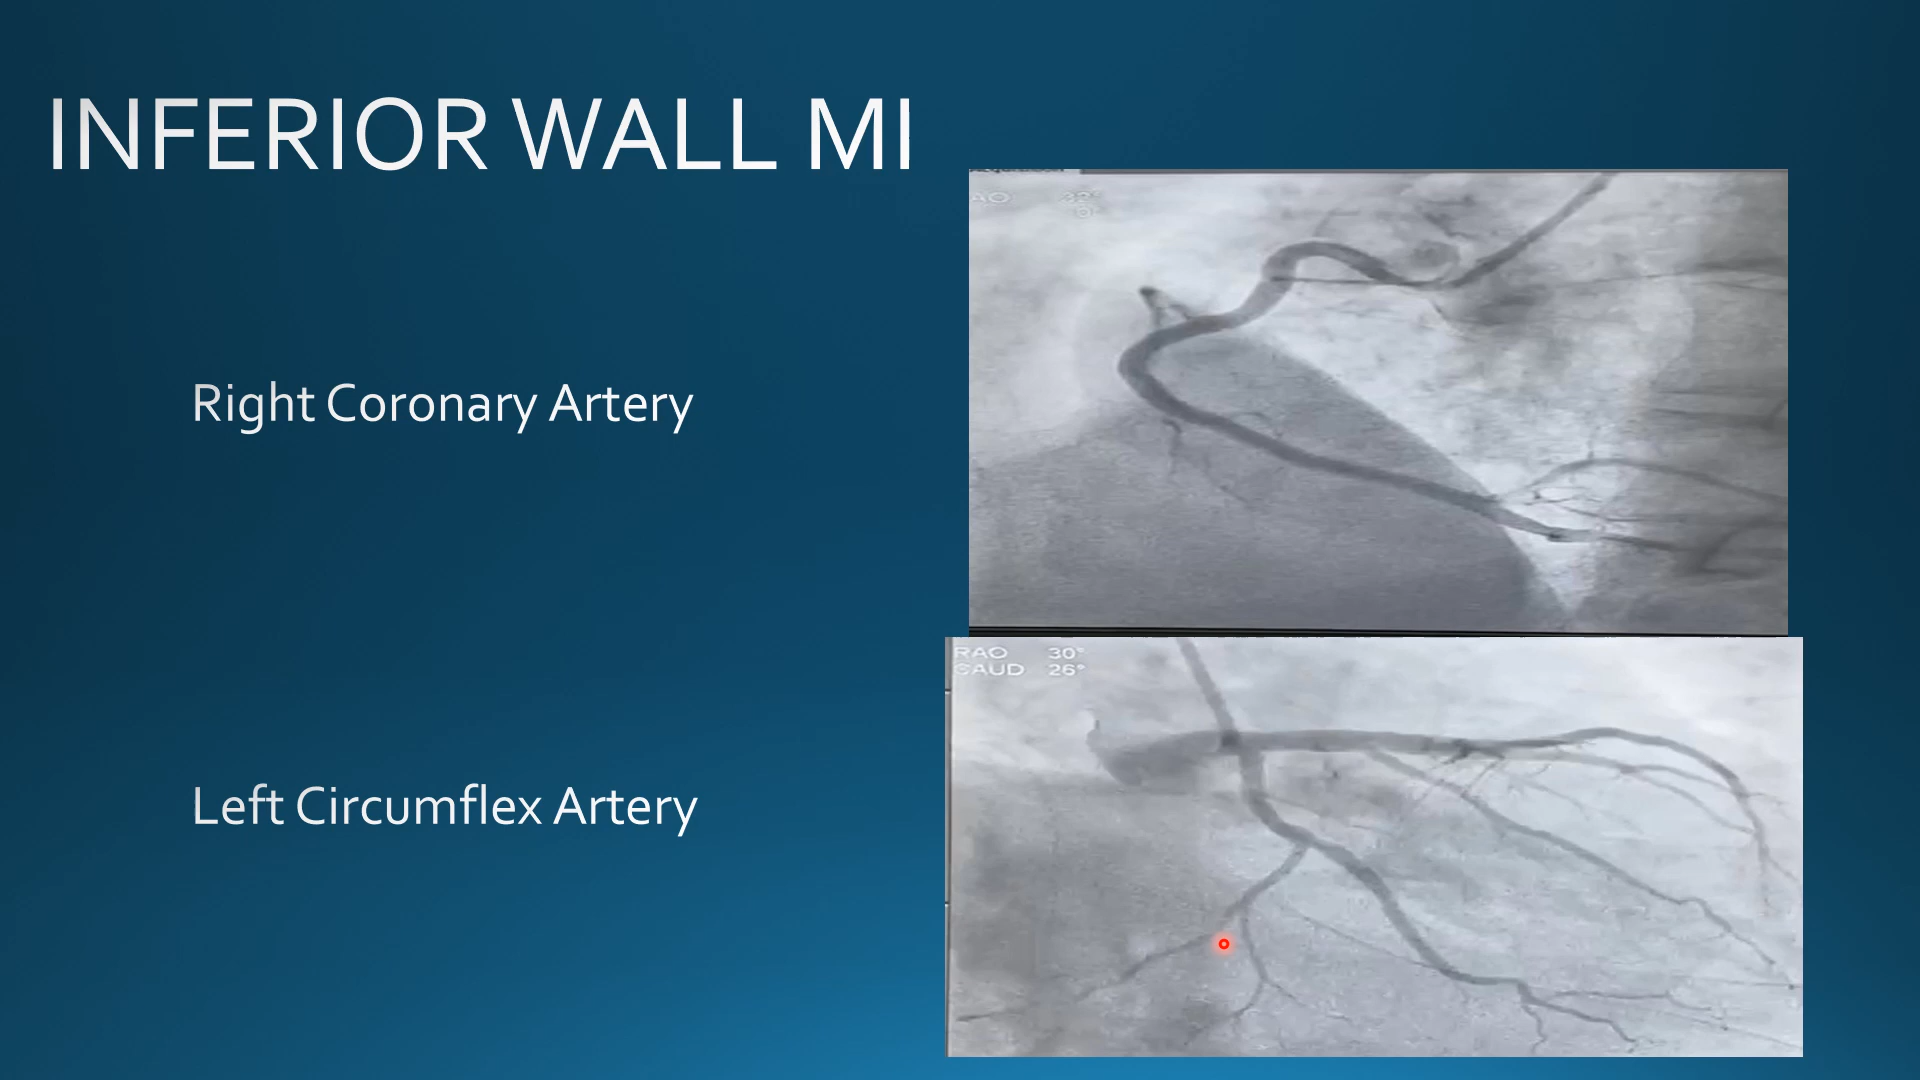 INFERIOR WALL MI
Right Coronary Artery
Left Circumflex Artery
RAO 30°
CAUD 26°